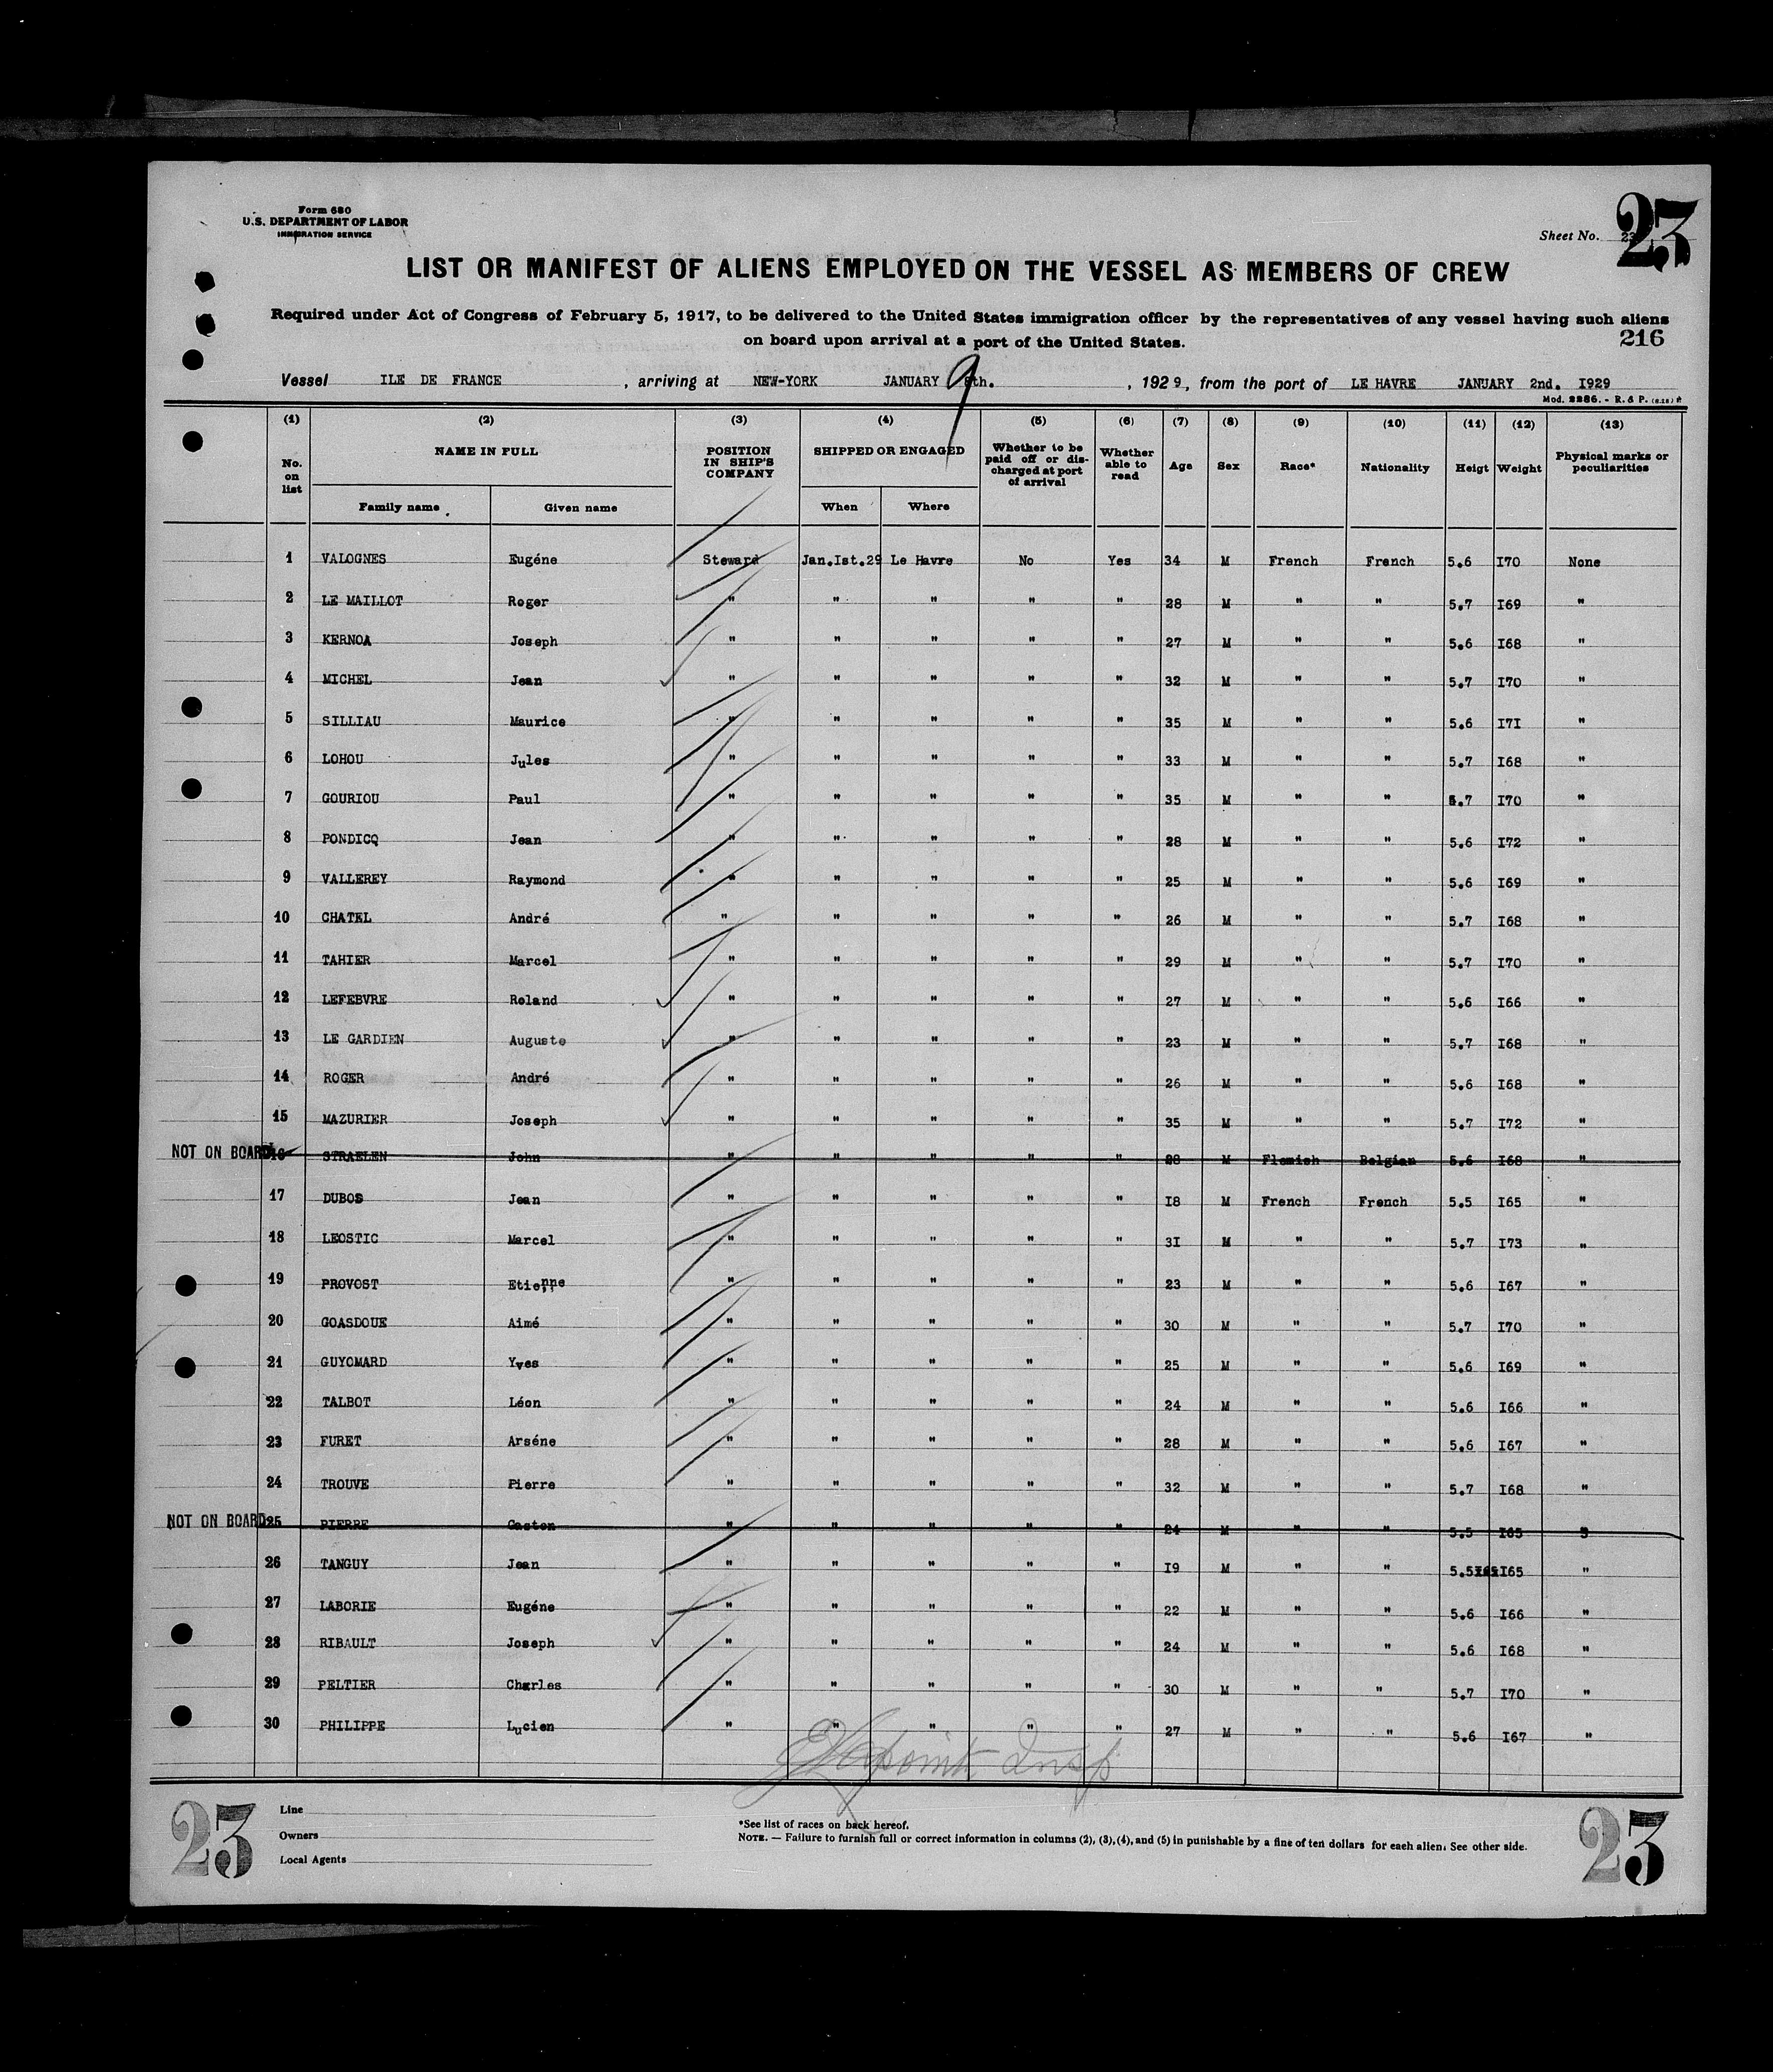 Form 680
U.S. DEPARTMENT OF LABOR
IMMIGRATION SERVICE
Sheet No. 23
23
LIST OR MANIFEST OF ALIENS EMPLOYED ON THE VESSEL AS MEMBERS OF CREW
Required under Act of Congress of February 5, 1917, to be delivered to the United States immigration officer by the representatives of any vessel having such aliens
on board upon arrival at a port of the United States.
216
Vessel ILE DE FRANCE , arriving at NEW-YORK JANUARY 9 th. , 1929, from the port of LE HAVRE JANUARY 2nd. I929
Mod. 2286. - R. & P.
(1) (2) (3) (4) (5) (6) (7) (8) (9) (10) (11) (12) (13)
No. on list NAME IN FULL POSITION IN SHIP'S COMPANY SHIPPED OR ENGAGED Whether to be paid off or discharged at port of arrival Whether able to read Age Sex Race* Nationality Heigt Weight Physical marks or peculiarities
Family name Given name When Where
1 VALOGNES Eugéne Steward Jan.Ist.29 Le Havre No Yes 34 M French French 5.6 I70 None
2 LE MAILLOT Roger " " " " " 28 M " " 5.7 I69 "
3 KERNOA Joseph " " " " " 27 M " " 5.6 I68 "
4 MICHEL Jean " " " " " 32 M " " 5.7 I70 "
5 SILLIAU Maurice " " " " " 35 M " " 5.6 I7I "
6 LOHOU Jules " " " " " 33 M " " 5.7 I68 "
7 GOURIOU Paul " " " " " 35 M " " 5.7 I70 "
8 PONDICQ Jean " " " " " 28 M " " 5.6 I72 "
9 VALLEREY Raymond " " " " " 25 M " " 5.6 I69 "
10 CHATEL André " " " " " 26 M " " 5.7 I68 "
11 TAHIER Marcel " " " " " 29 M " " 5.7 I70 "
12 LEFEBVRE Roland " " " " " 27 M " " 5.6 I66 "
13 LE GARDIEN Auguste " " " " " 23 M " " 5.7 I68 "
14 ROGER André " " " " " 26 M " " 5.6 I68 "
15 MAZURIER Joseph " " " " " 35 M " " 5.7 I72 "
NOT ON BOARD 16 STRAELEN John " " " " " 28 M Flemish Belgian 5.6 I68 "
17 DUBOS Jean " " " " " I8 M French French 5.5 I65 "
18 LEOSTIC Marcel " " " " " 3I M " " 5.7 I73 "
19 PROVOST Etienne " " " " " 23 M " " 5.6 I67 "
20 GOASDOUE Aimé " " " " " 30 M " " 5.7 I70 "
21 GUYOMARD Yves " " " " " 25 M " " 5.6 I69 "
22 TALBOT Léon " " " " " 24 M " " 5.6 I66 "
23 FURET Arséne " " " " " 28 M " " 5.6 I67 "
24 TROUVE Pierre " " " " " 32 M " " 5.7 I68 "
NOT ON BOARD 25 PIERRE Gaston " " " " " 24 M " " 5.5 I65 "
26 TANGUY Jean " " " " " I9 M " " 5.5 I65 "
27 LABORIE Eugéne " " " " " 22 M " " 5.6 I66 "
28 RIBAULT Joseph " " " " " 24 M " " 5.6 I68 "
29 PELTIER Charles " " " " " 30 M " " 5.7 I70 "
30 PHILIPPE Lucien " " " " " 27 M " " 5.6 I67 "
Insp
23
Line
Owners
Local Agents
*See list of races on back hereof.
NOTE. — Failure to furnish full or correct information in columns (2), (3), (4), and (5) in punishable by a fine of ten dollars for each alien. See other side.
23